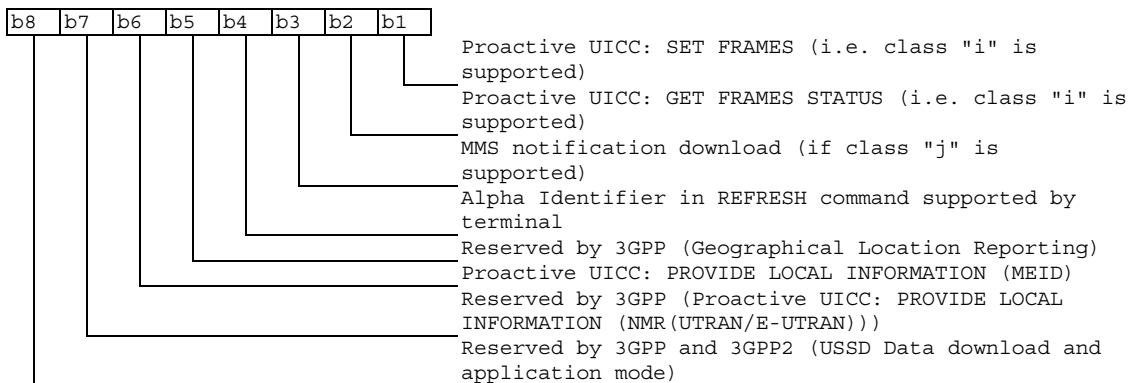 b8 b7 b6 b5 b4 b3 b2 b1
Proactive UICC: SET FRAMES (i.e. class "i" is
supported)
Proactive UICC: GET FRAMES STATUS (i.e. class "i" is
supported)
MMS notification download (if class "j" is
supported)
Alpha Identifier in REFRESH command supported by
terminal
Reserved by 3GPP (Geographical Location Reporting)
Proactive UICC: PROVIDE LOCAL INFORMATION (MEID)
Reserved by 3GPP (Proactive UICC: PROVIDE LOCAL
INFORMATION (NMR(UTRAN/E-UTRAN)))
Reserved by 3GPP and 3GPP2 (USSD Data download and
application mode)